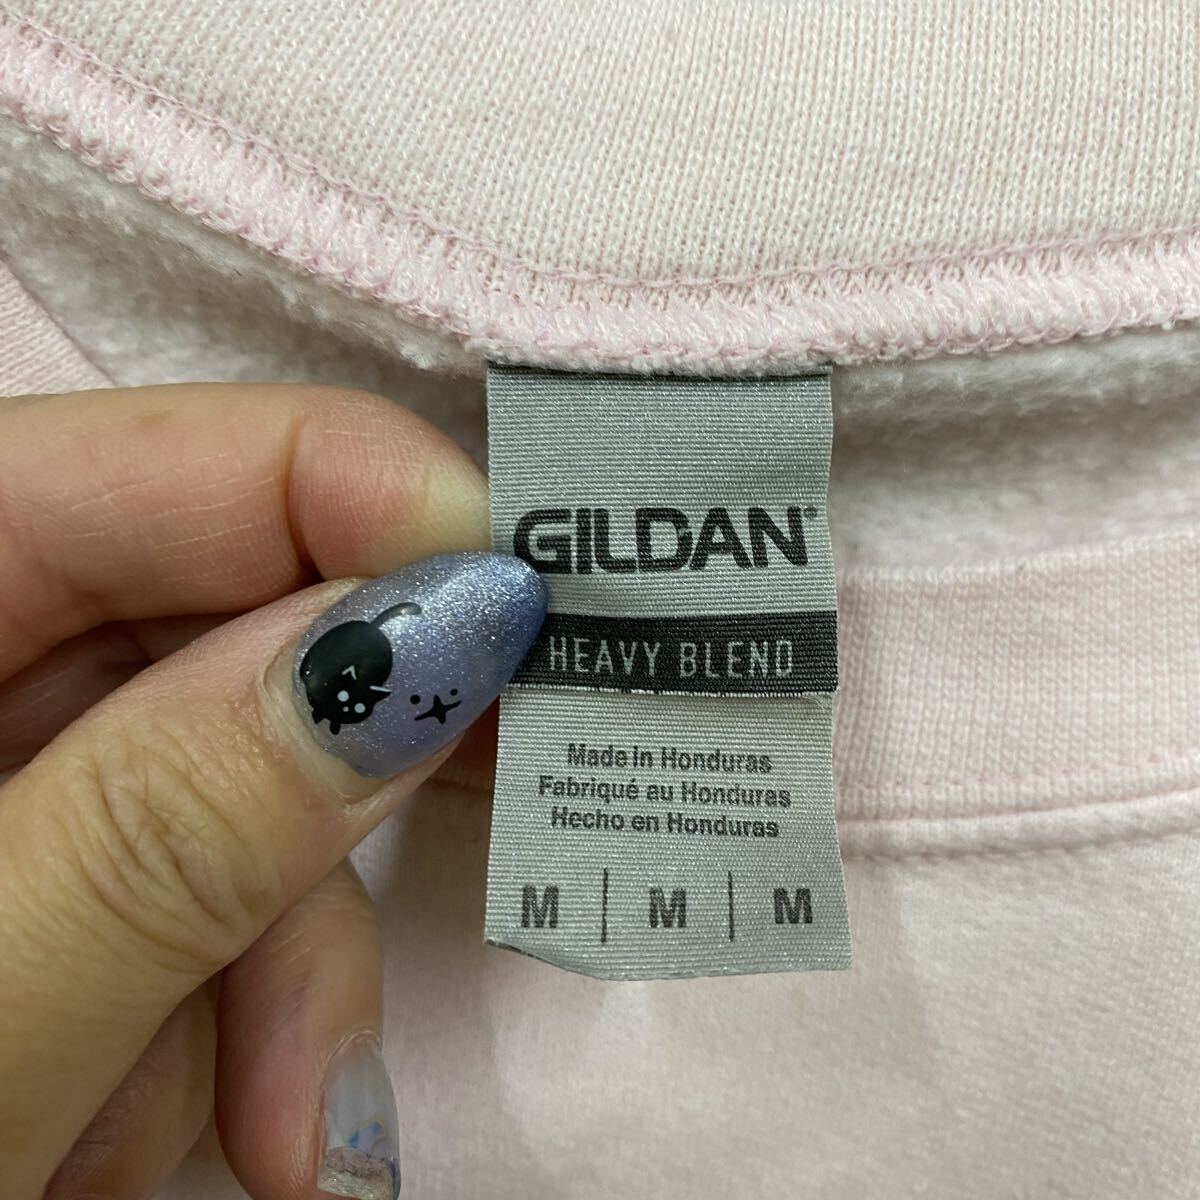 GILDAN®
HEAVY BLEND
Made in Honduras
Fabriqué au Honduras
Hecho en Honduras
M | M | M